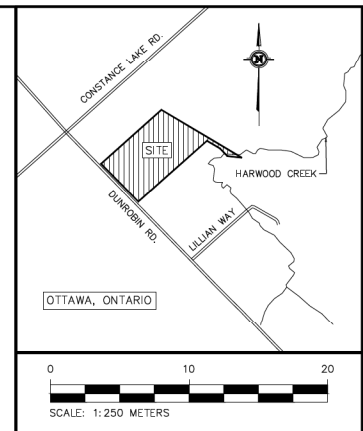 CONSTANCE LAKE RD.
SITE
HARWOOD CREEK
DUNROBIN RD.
LILLIAN WAY
OTTAWA, ONTARIO
0 10 20
SCALE: 1:250 METERS